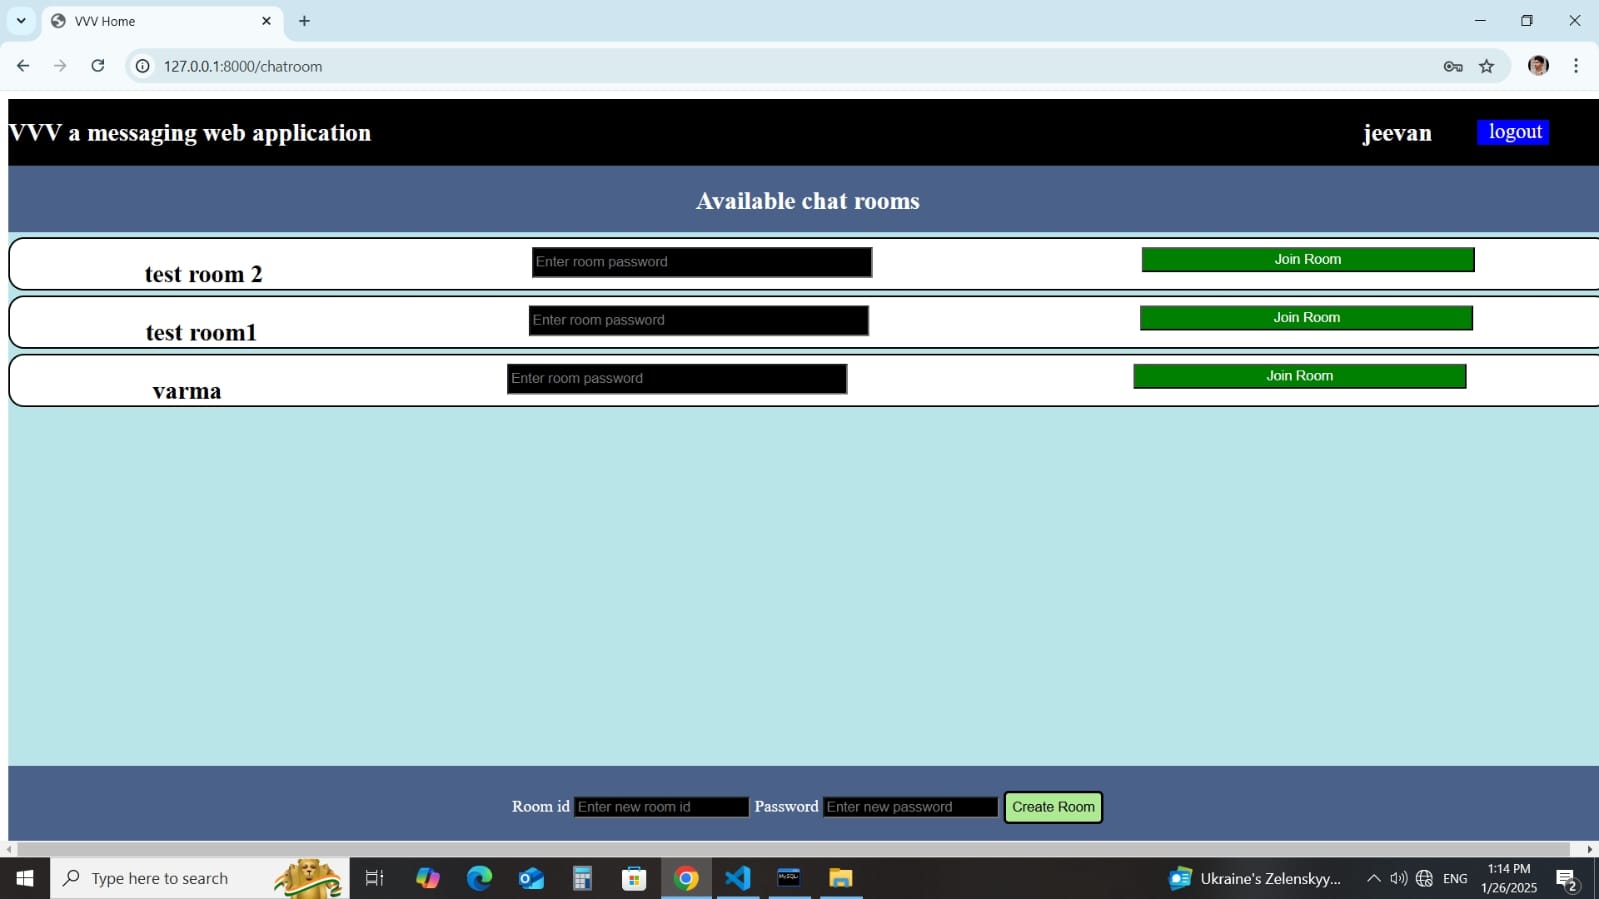 VVV Home
127.0.0.1:8000/chatroom
VVV a messaging web application
jeevan
logout
Available chat rooms
test room 2
Enter room password
Join Room
test room1
Enter room password
Join Room
varma
Enter room password
Join Room
Room id
Enter new room id
Password
Enter new password
Create Room
Type here to search
Ukraine's Zelenskyy...
ENG
1:14 PM
1/26/2025
2